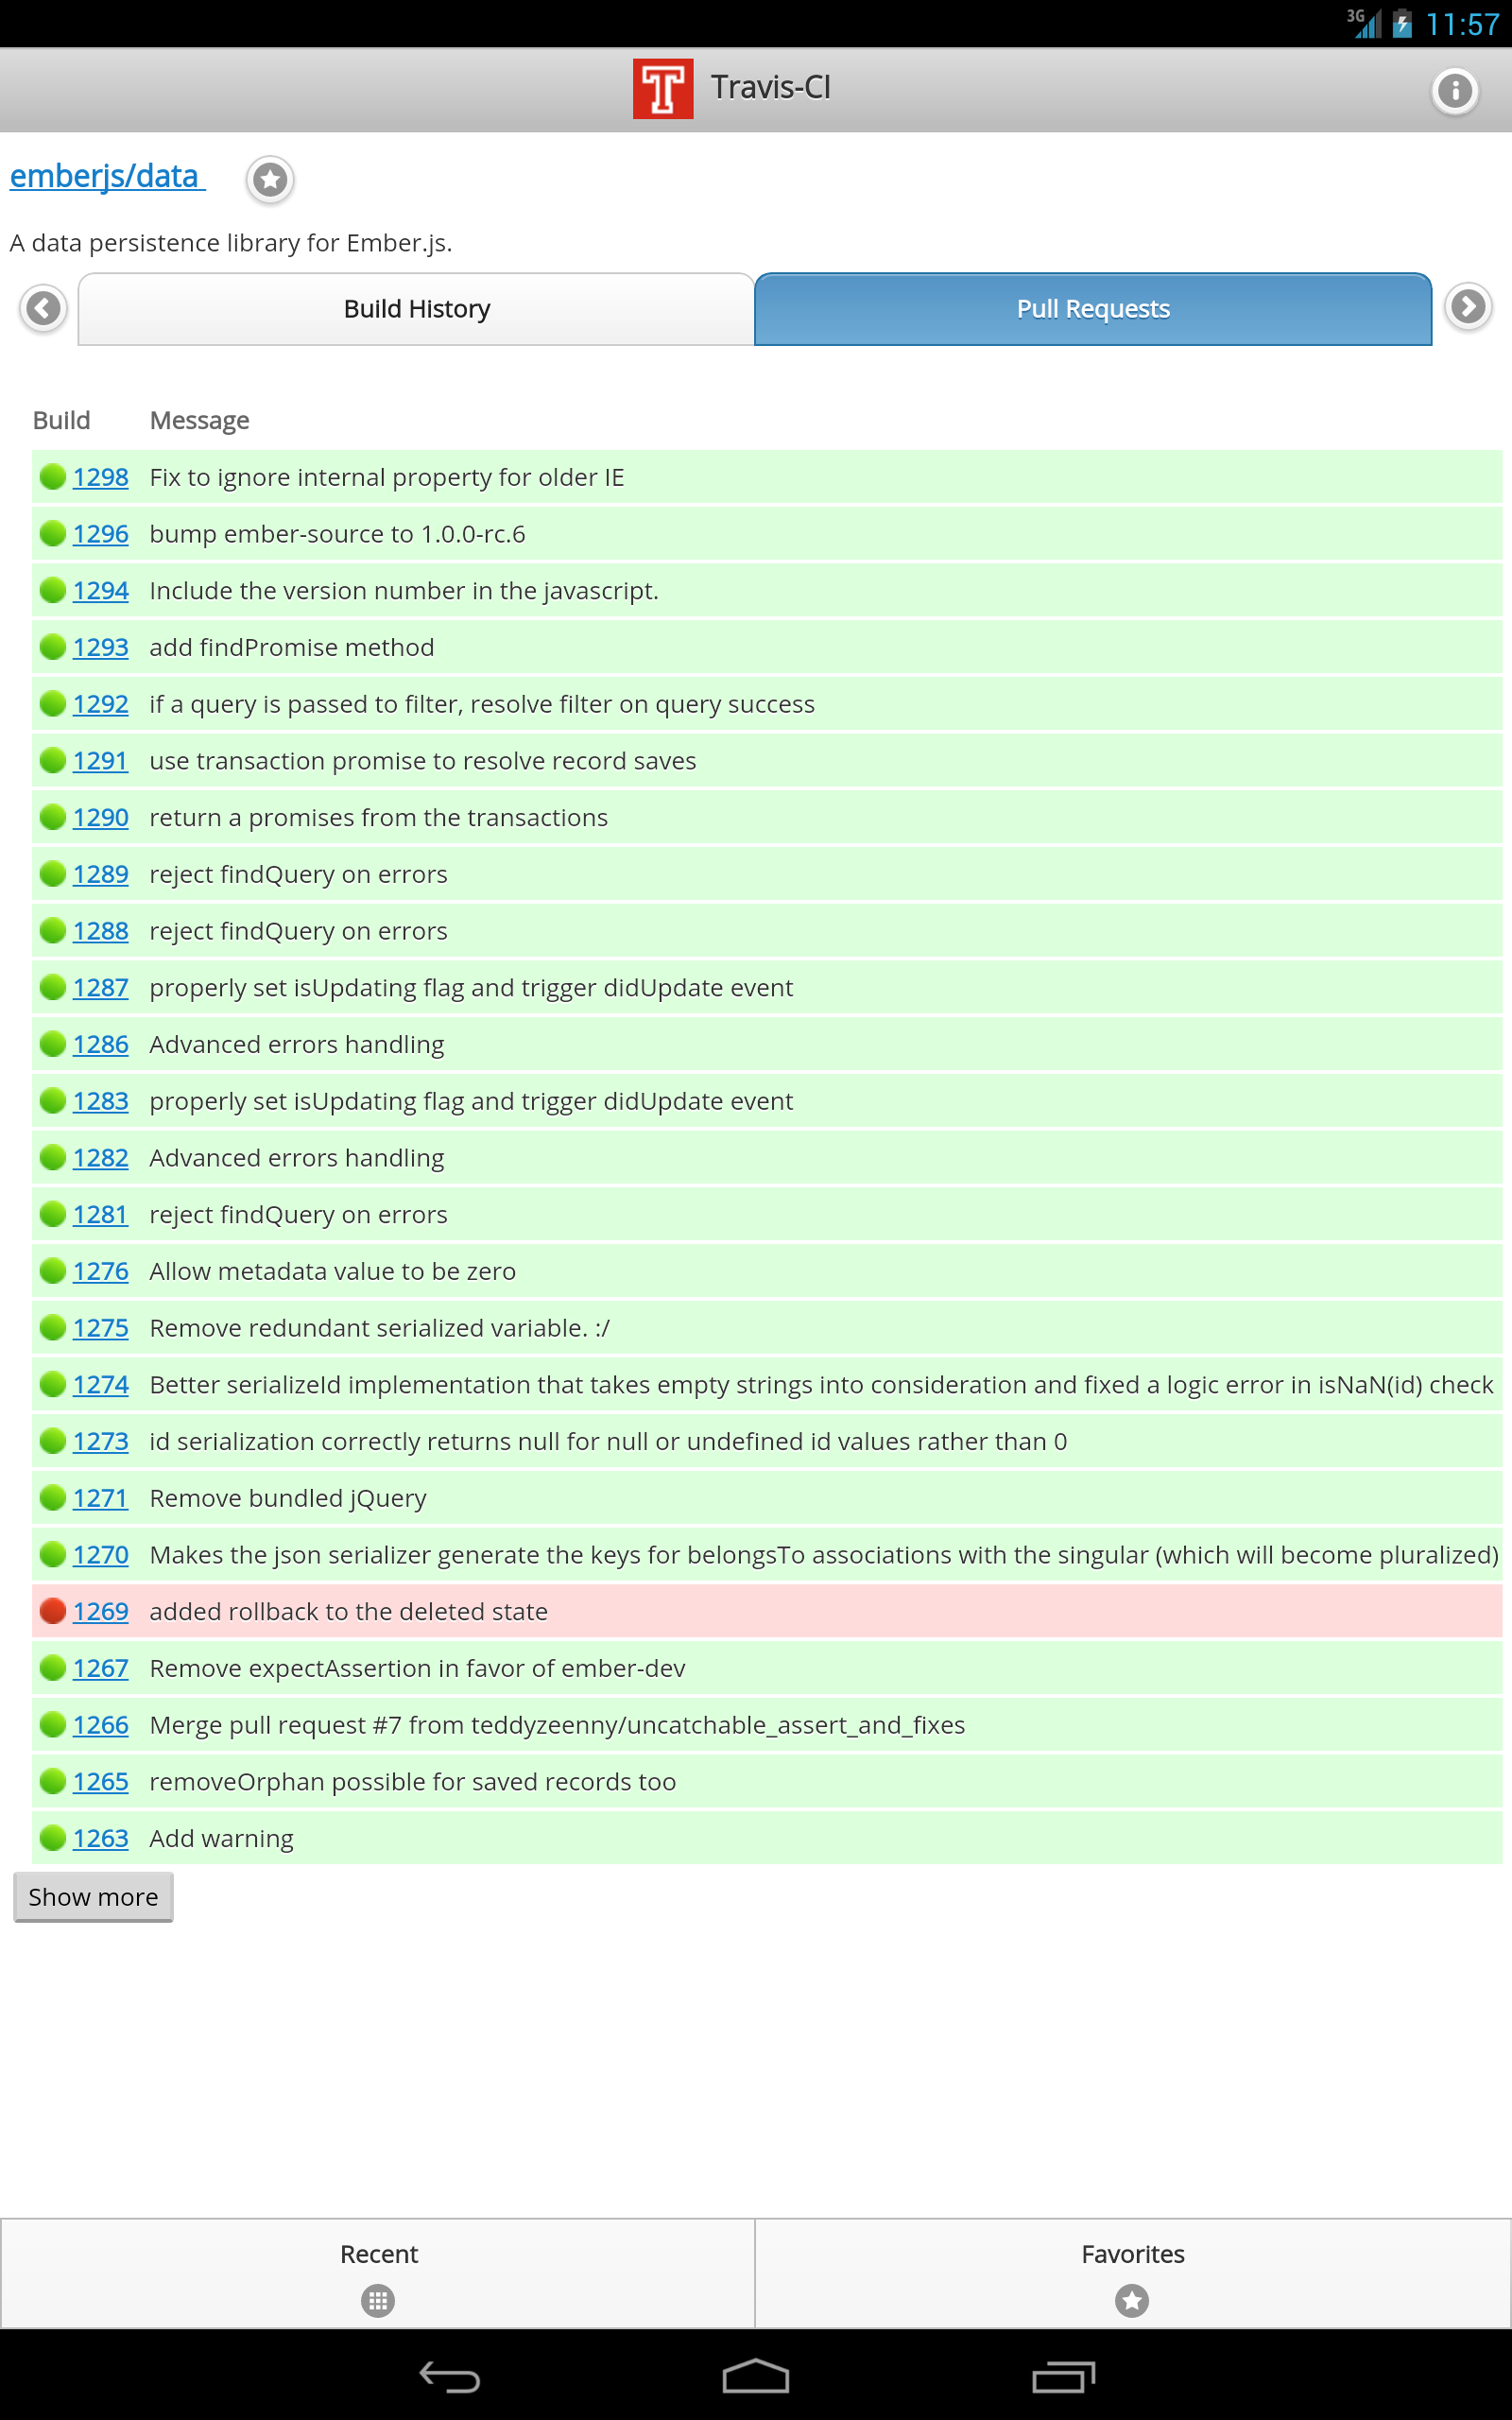 3G 11:57
T Travis-CI
emberjs/data
A data persistence library for Ember.js.
Build History Pull Requests
Build Message
1298 Fix to ignore internal property for older IE
1296 bump ember-source to 1.0.0-rc.6
1294 Include the version number in the javascript.
1293 add findPromise method
1292 if a query is passed to filter, resolve filter on query success
1291 use transaction promise to resolve record saves
1290 return a promises from the transactions
1289 reject findQuery on errors
1288 reject findQuery on errors
1287 properly set isUpdating flag and trigger didUpdate event
1286 Advanced errors handling
1283 properly set isUpdating flag and trigger didUpdate event
1282 Advanced errors handling
1281 reject findQuery on errors
1276 Allow metadata value to be zero
1275 Remove redundant serialized variable. :/
1274 Better serializeId implementation that takes empty strings into consideration and fixed a logic error in isNaN(id) check
1273 id serialization correctly returns null for null or undefined id values rather than 0
1271 Remove bundled jQuery
1270 Makes the json serializer generate the keys for belongsTo associations with the singular (which will become pluralized)
1269 added rollback to the deleted state
1267 Remove expectAssertion in favor of ember-dev
1266 Merge pull request #7 from teddyzeenny/uncatchable_assert_and_fixes
1265 removeOrphan possible for saved records too
1263 Add warning
Show more
Recent Favorites